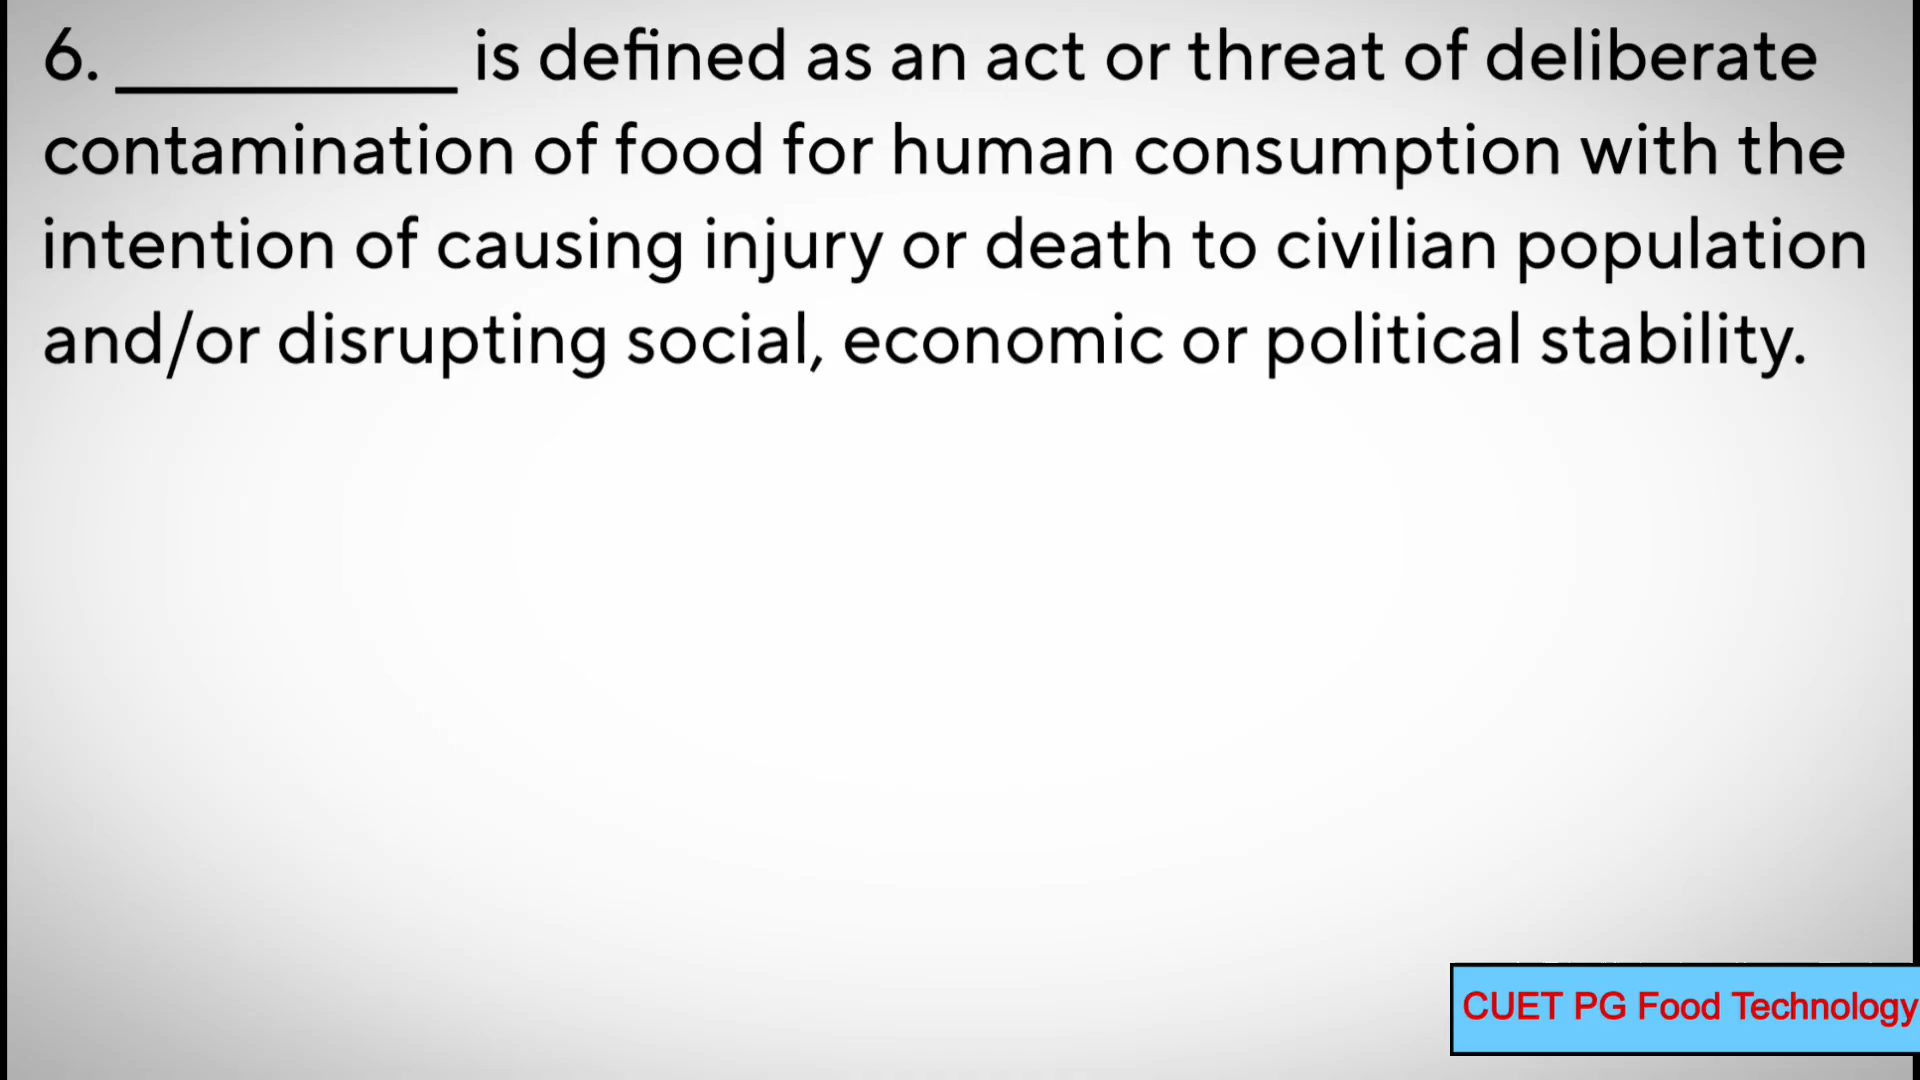 6. __________ is defined as an act or threat of deliberate
contamination of food for human consumption with the
intention of causing injury or death to civilian population
and/or disrupting social, economic or political stability.
CUET PG Food Technology